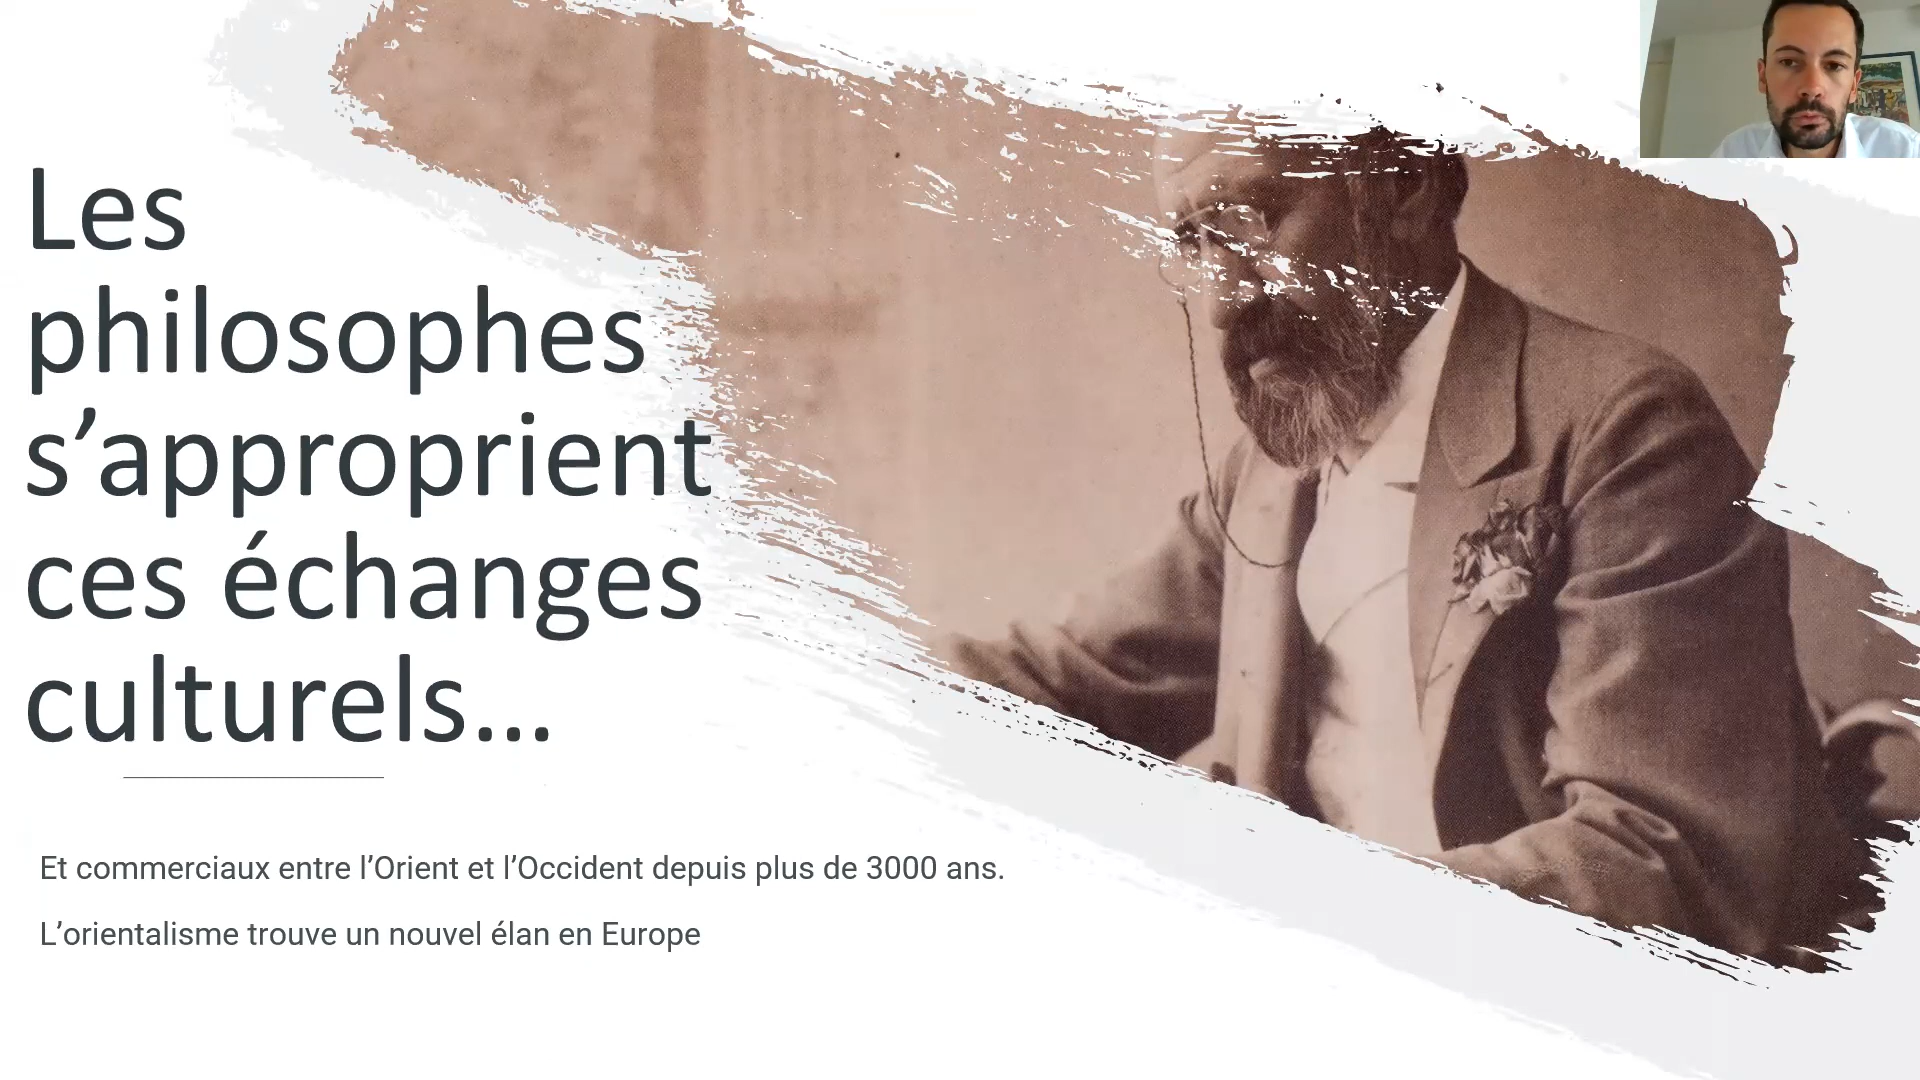 Les
philosophes
s’approprient
ces échanges
culturels…
Et commerciaux entre l’Orient et l’Occident depuis plus de 3000 ans.
L’orientalisme trouve un nouvel élan en Europe